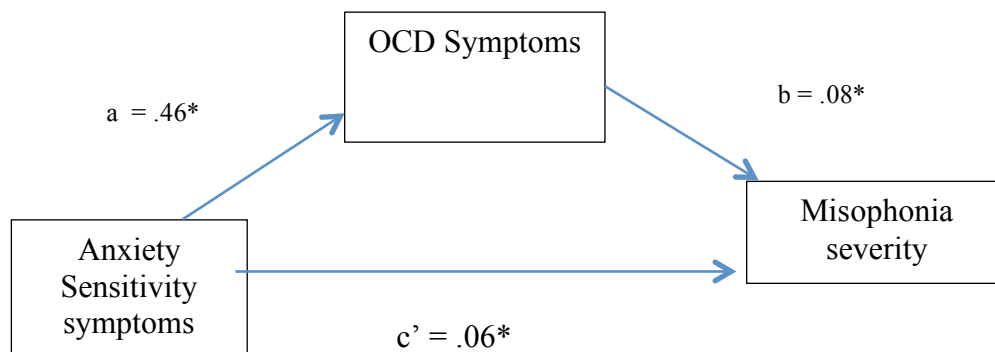 OCD Symptoms
a = .46*
b = .08*
Misophonia
severity
Anxiety
Sensitivity
symptoms
c’ = .06*